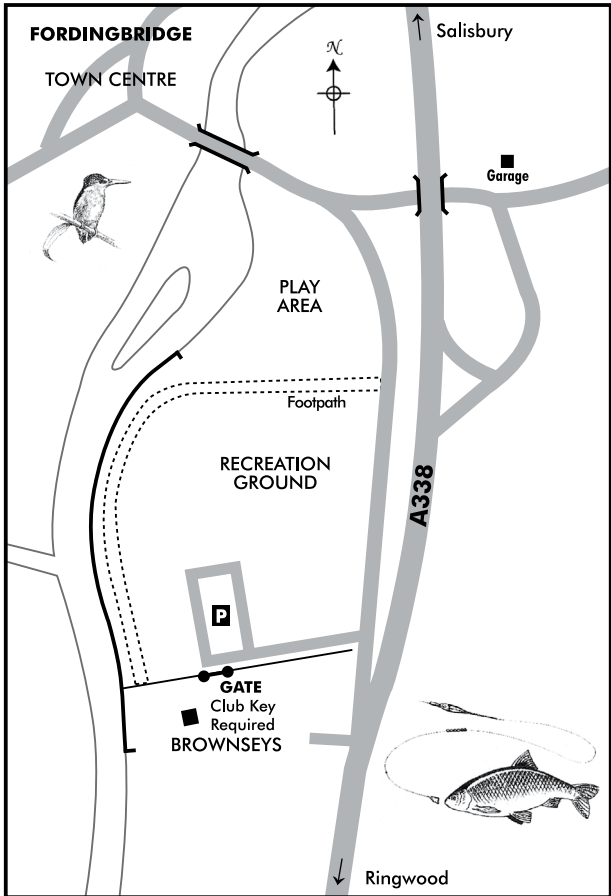 FORDINGBRIDGE
TOWN CENTRE
N
Salisbury
Garage
PLAY
AREA
Footpath
RECREATION
GROUND
A338
P
GATE
Club Key
Required
BROWNSEYS
Ringwood